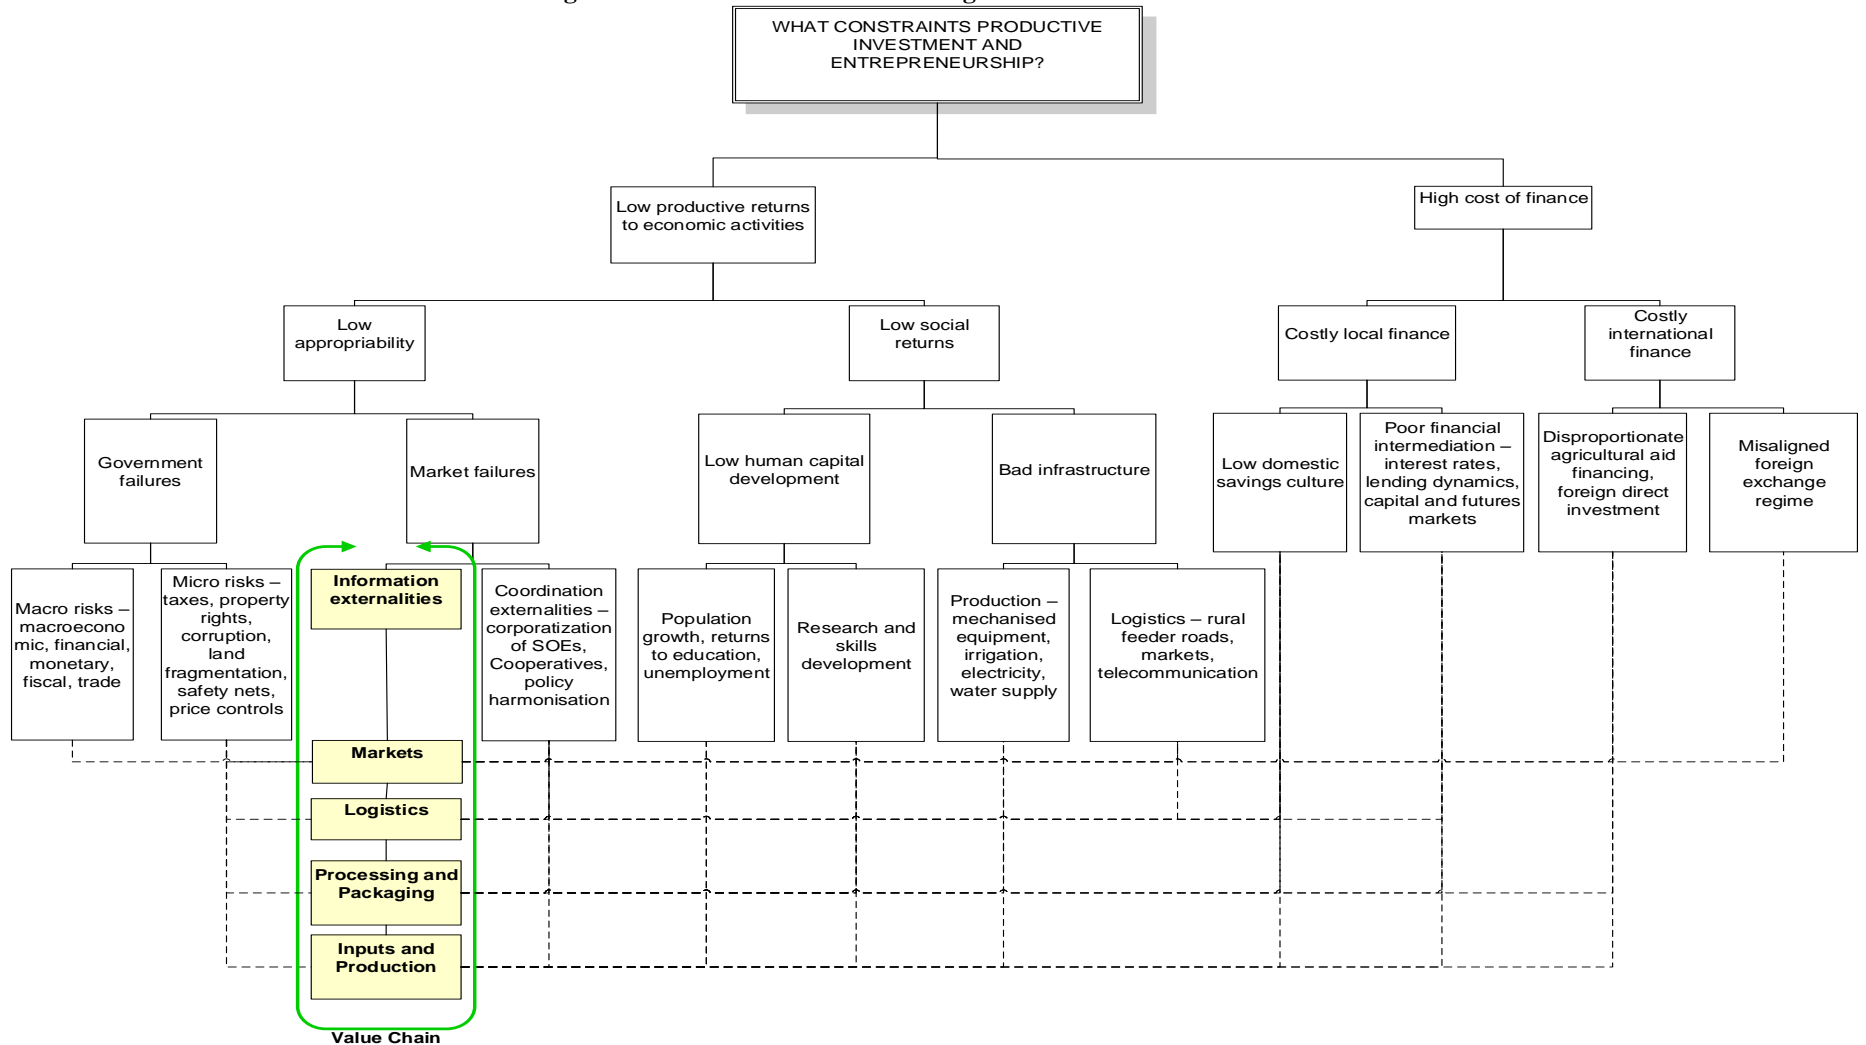 WHAT CONSTRAINTS PRODUCTIVE
INVESTMENT AND
ENTREPRENEURSHIP?
Low productive returns
to economic activities
High cost of finance
Low
appropriability
Low social
returns
Costly local finance
Costly
international
finance
Government
failures
Market failures
Low human capital
development
Bad infrastructure
Low domestic
savings culture
Poor financial
intermediation –
interest rates,
lending dynamics,
capital and futures
markets
Disproportionate
agricultural aid
financing,
foreign direct
investment
Misaligned
foreign
exchange
regime
Macro risks –
macroecono
mic, financial,
monetary,
fiscal, trade
Micro risks –
taxes, property
rights,
corruption,
land
fragmentation,
safety nets,
price controls
Information
externalities
Coordination
externalities –
corporatization
of SOEs,
Cooperatives,
policy
harmonisation
Population
growth, returns
to education,
unemployment
Research and
skills
development
Production –
mechanised
equipment,
irrigation,
electricity,
water supply
Logistics – rural
feeder roads,
markets,
telecommunication
Markets
Logistics
Processing and
Packaging
Inputs and
Production
Value Chain